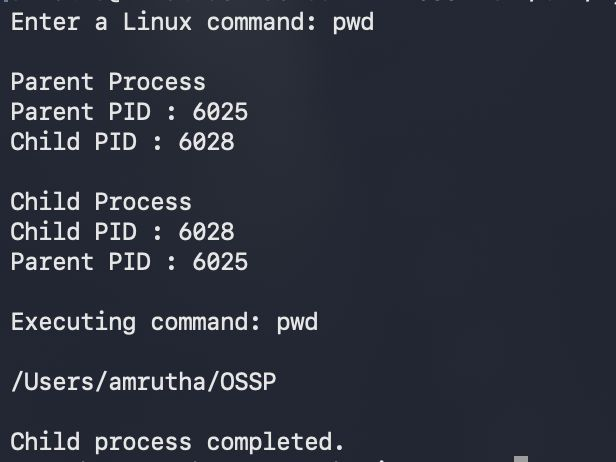 Enter a Linux command: pwd
Parent Process
Parent PID : 6025
Child PID : 6028
Child Process
Child PID : 6028
Parent PID : 6025
Executing command: pwd
/Users/amrutha/OSSP
Child process completed.